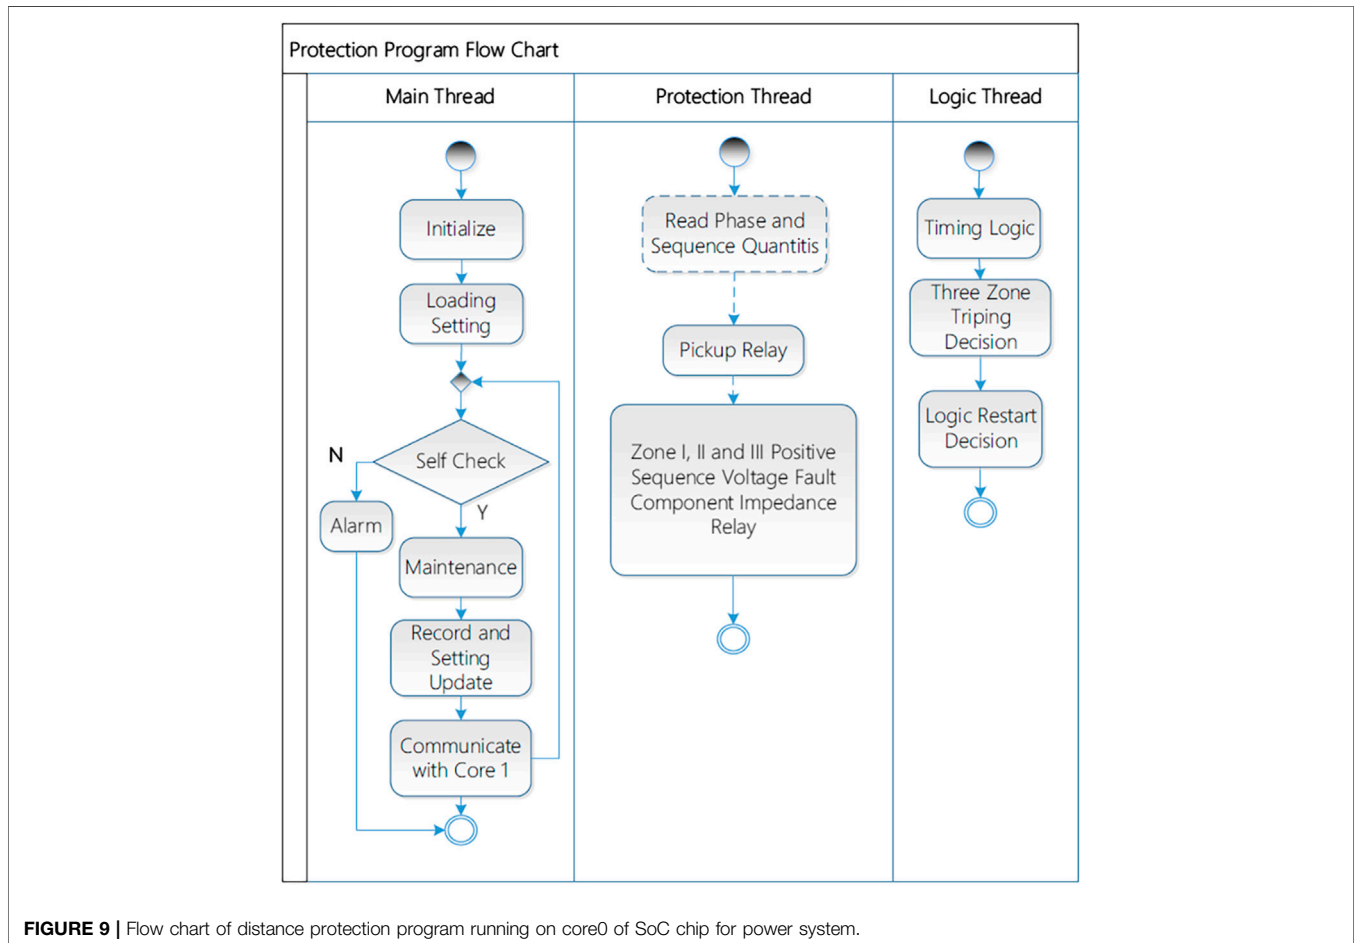 Protection Program Flow Chart
Main Thread
Protection Thread
Logic Thread
Initialize
Loading
Setting
Self Check
N
Y
Alarm
Maintenance
Record and
Setting
Update
Communicate
with Core 1
Read Phase and
Sequence Quantitis
Pickup Relay
Zone I, II and III Positive
Sequence Voltage Fault
Component Impedance
Relay
Timing Logic
Three Zone
Triping
Decision
Logic Restart
Decision
FIGURE 9 | Flow chart of distance protection program running on core0 of SoC chip for power system.